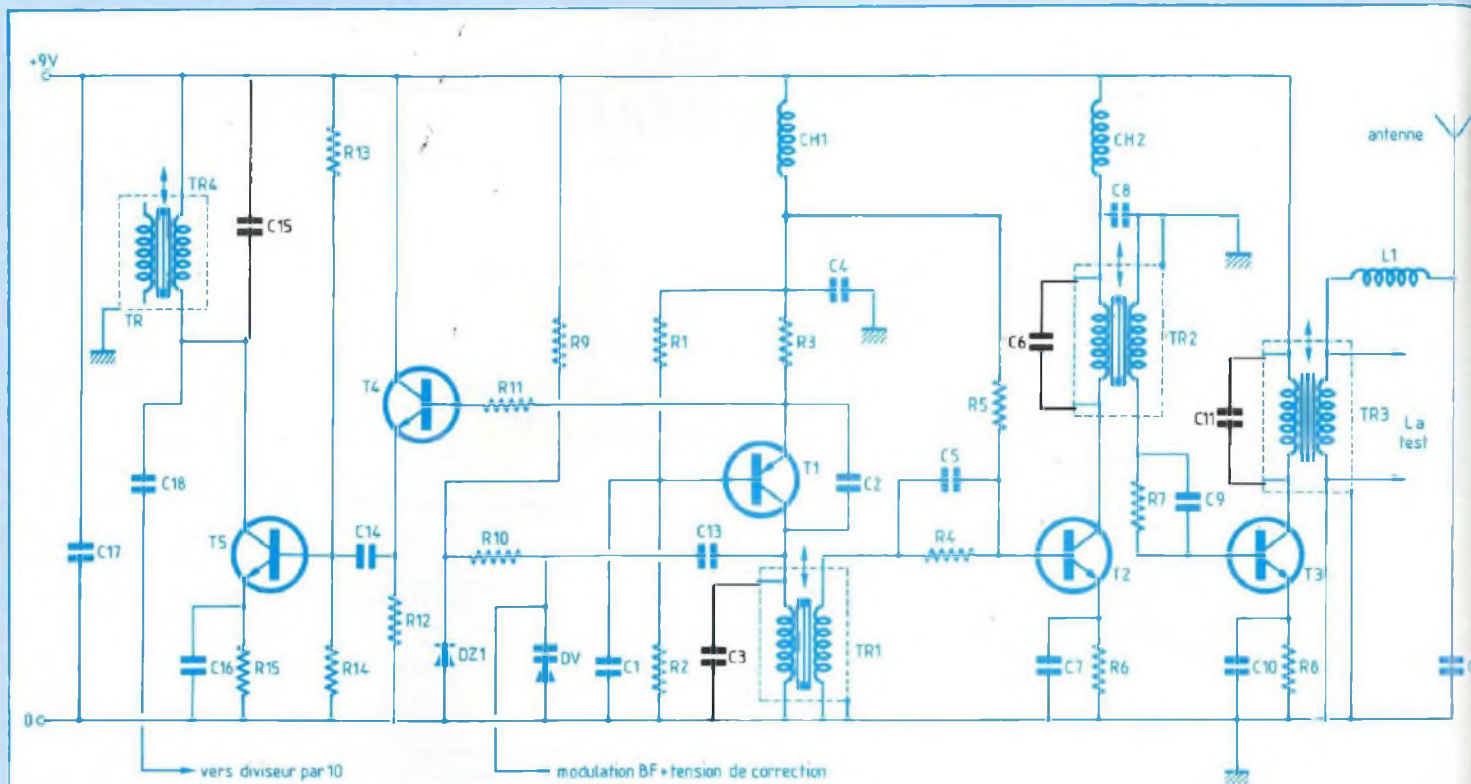 +9V
CH1
CH2
antenne
R13
TR4
C15
C8
L1
TR
C4
R9
R1
R3
C6
TR2
T4
R11
R5
C11
TR3
La
test
C18
T1
C5
C2
R7
C9
C17
T5
C14
R10
C13
R4
T2
T3
R12
C16
R15
R14
DZ1
DV
C1
R2
C3
TR1
C7
R6
C10
R8
C
0
vers diviseur par 10
modulation BF + tension de correction